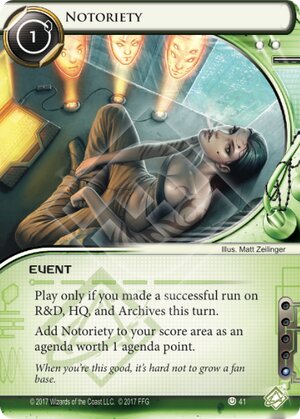 1
NOTORIETY
Illus. Matt Zeilinger
EVENT
Play only if you made a successful run on
R&D, HQ, and Archives this turn.
Add Notoriety to your score area as an
agenda worth 1 agenda point.
When you're this good, it's hard not to grow a fan
base.
© 2017 Wizards of the Coast LLC. © 2017 FFG
41